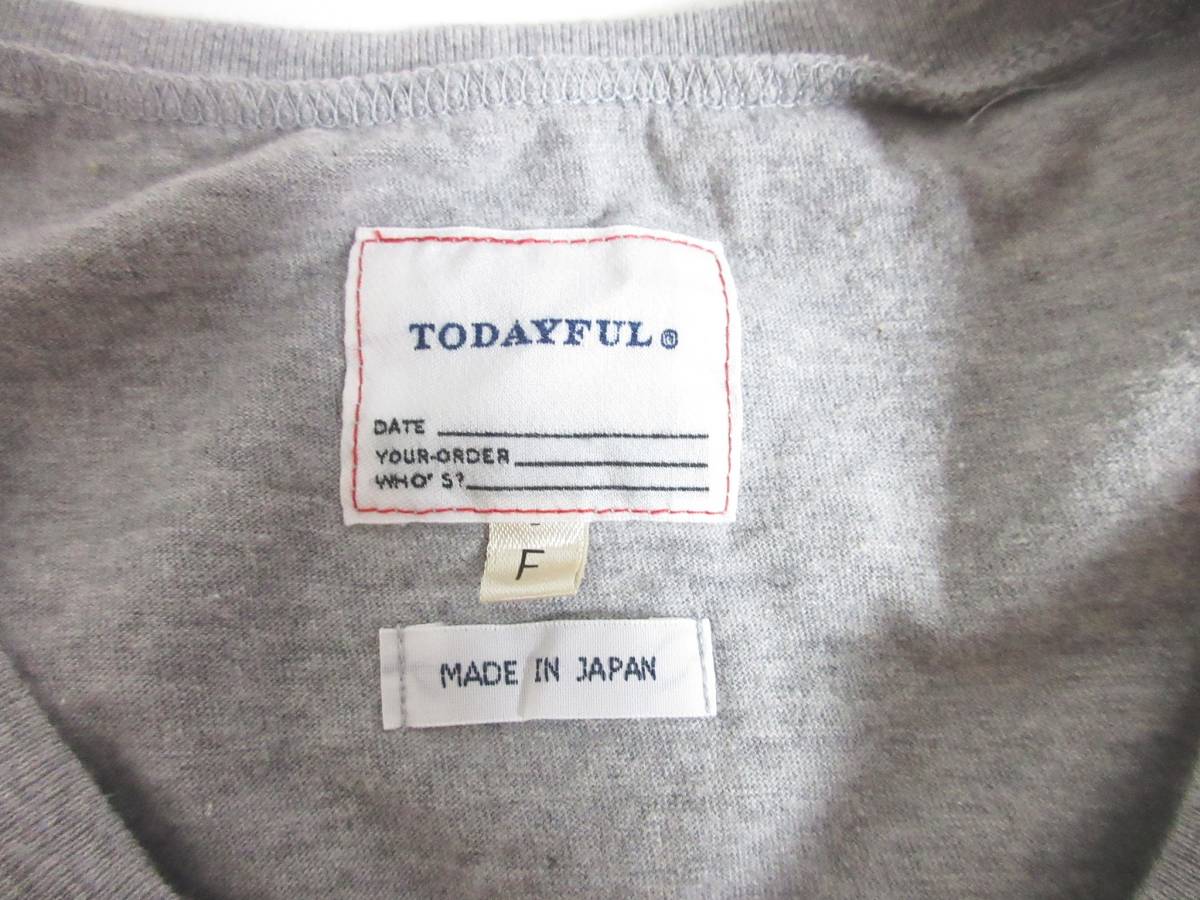 TODAYFUL®
DATE
YOUR-ORDER
WHO'S?
F
MADE IN JAPAN